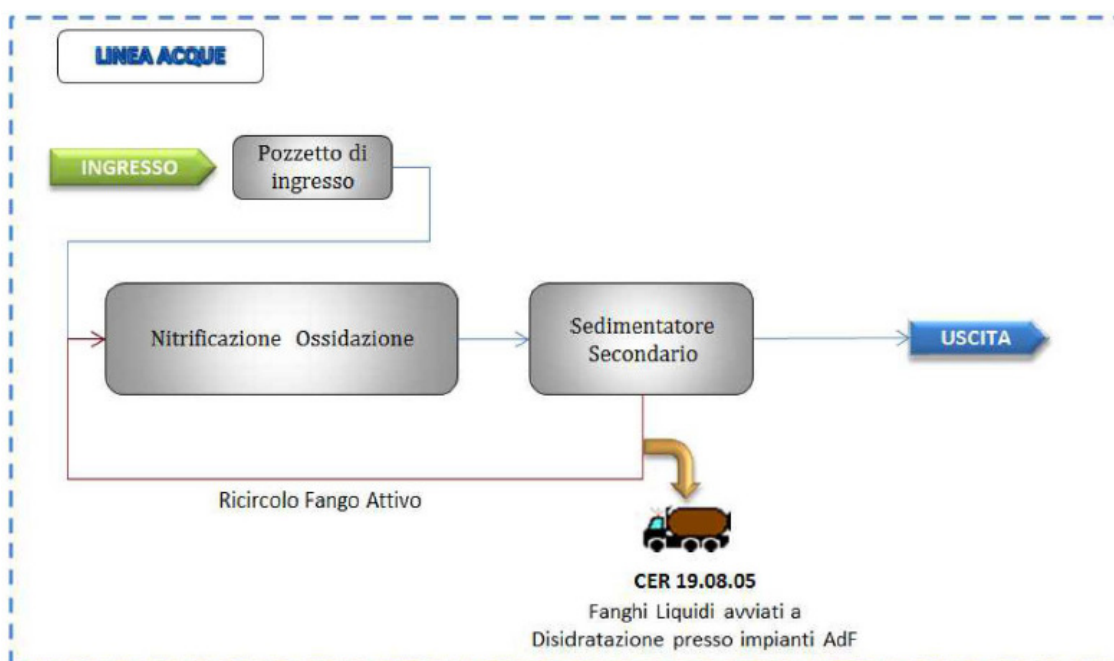 LINEA ACQUE
INGRESSO
Pozzetto di
ingresso
Nitrificazione Ossidazione
Sedimentatore
Secondario
USCITA
Ricircolo Fango Attivo
CER 19.08.05
Fanghi Liquidi avviati a
Disidratazione presso impianti AdF